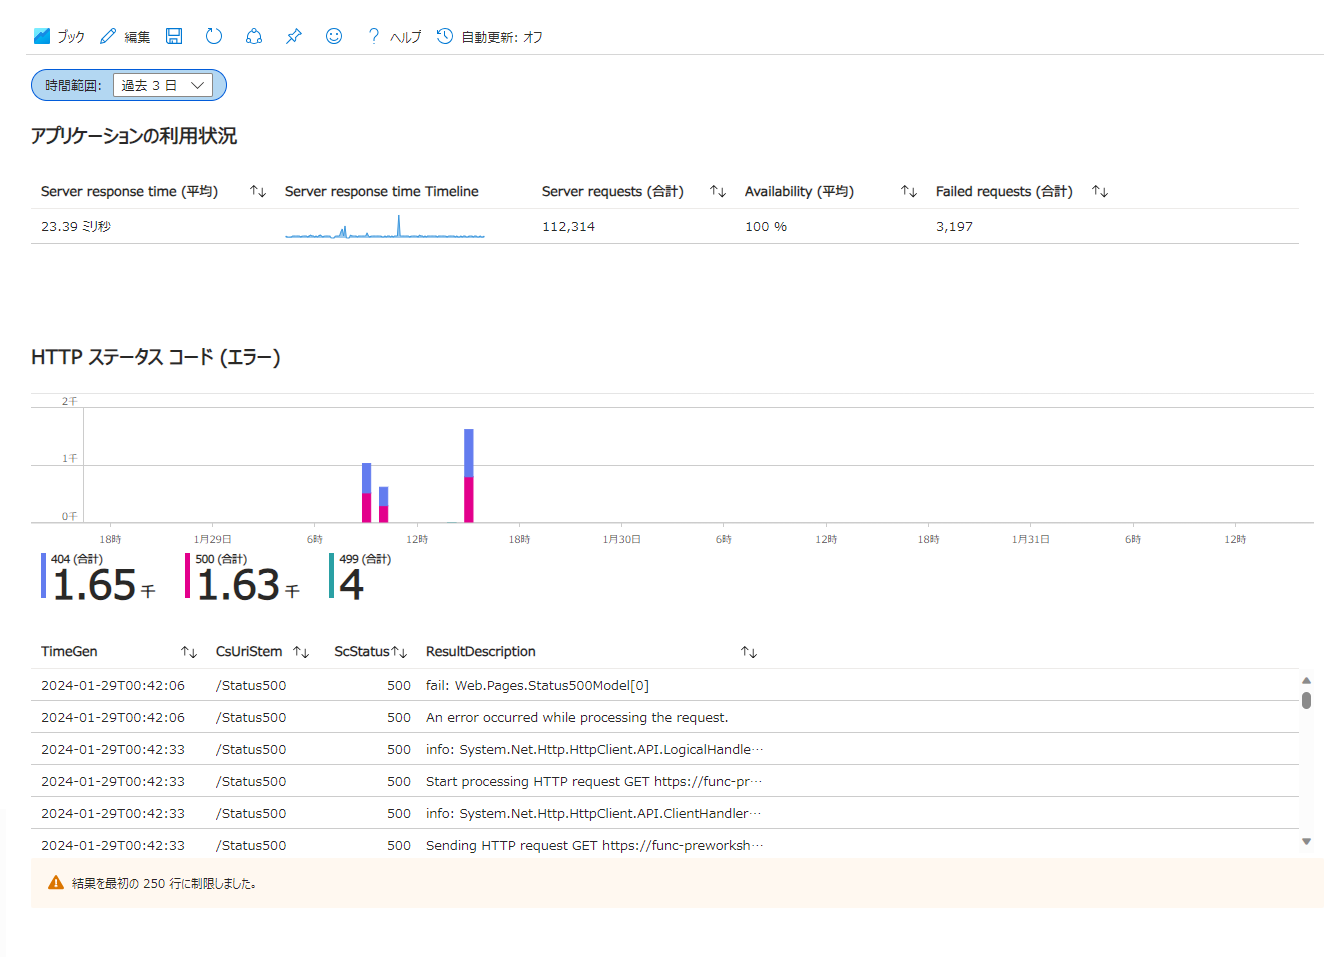 ブック 編集 ヘルプ 自動更新: オフ
時間範囲: 過去 3 日
アプリケーションの利用状況
Server response time (平均) Server response time Timeline Server requests (合計) Availability (平均) Failed requests (合計)
23.39 ミリ秒 112,314 100 % 3,197
HTTP ステータス コード (エラー)
2千
1千
0千
18時 1月29日 6時 12時 18時 1月30日 6時 12時 18時 1月31日 6時 12時
404 (合計) 500 (合計) 499 (合計)
1.65 千 1.63 千 4
TimeGen CsUriStem ScStatus ResultDescription
2024-01-29T00:42:06 /Status500 500 fail: Web.Pages.Status500Model[0]
2024-01-29T00:42:06 /Status500 500 An error occurred while processing the request.
2024-01-29T00:42:33 /Status500 500 info: System.Net.Http.HttpClient.API.LogicalHandle…
2024-01-29T00:42:33 /Status500 500 Start processing HTTP request GET https://func-pr…
2024-01-29T00:42:33 /Status500 500 info: System.Net.Http.HttpClient.API.ClientHandler…
2024-01-29T00:42:33 /Status500 500 Sending HTTP request GET https://func-preworksh…
結果を最初の 250 行に制限しました。